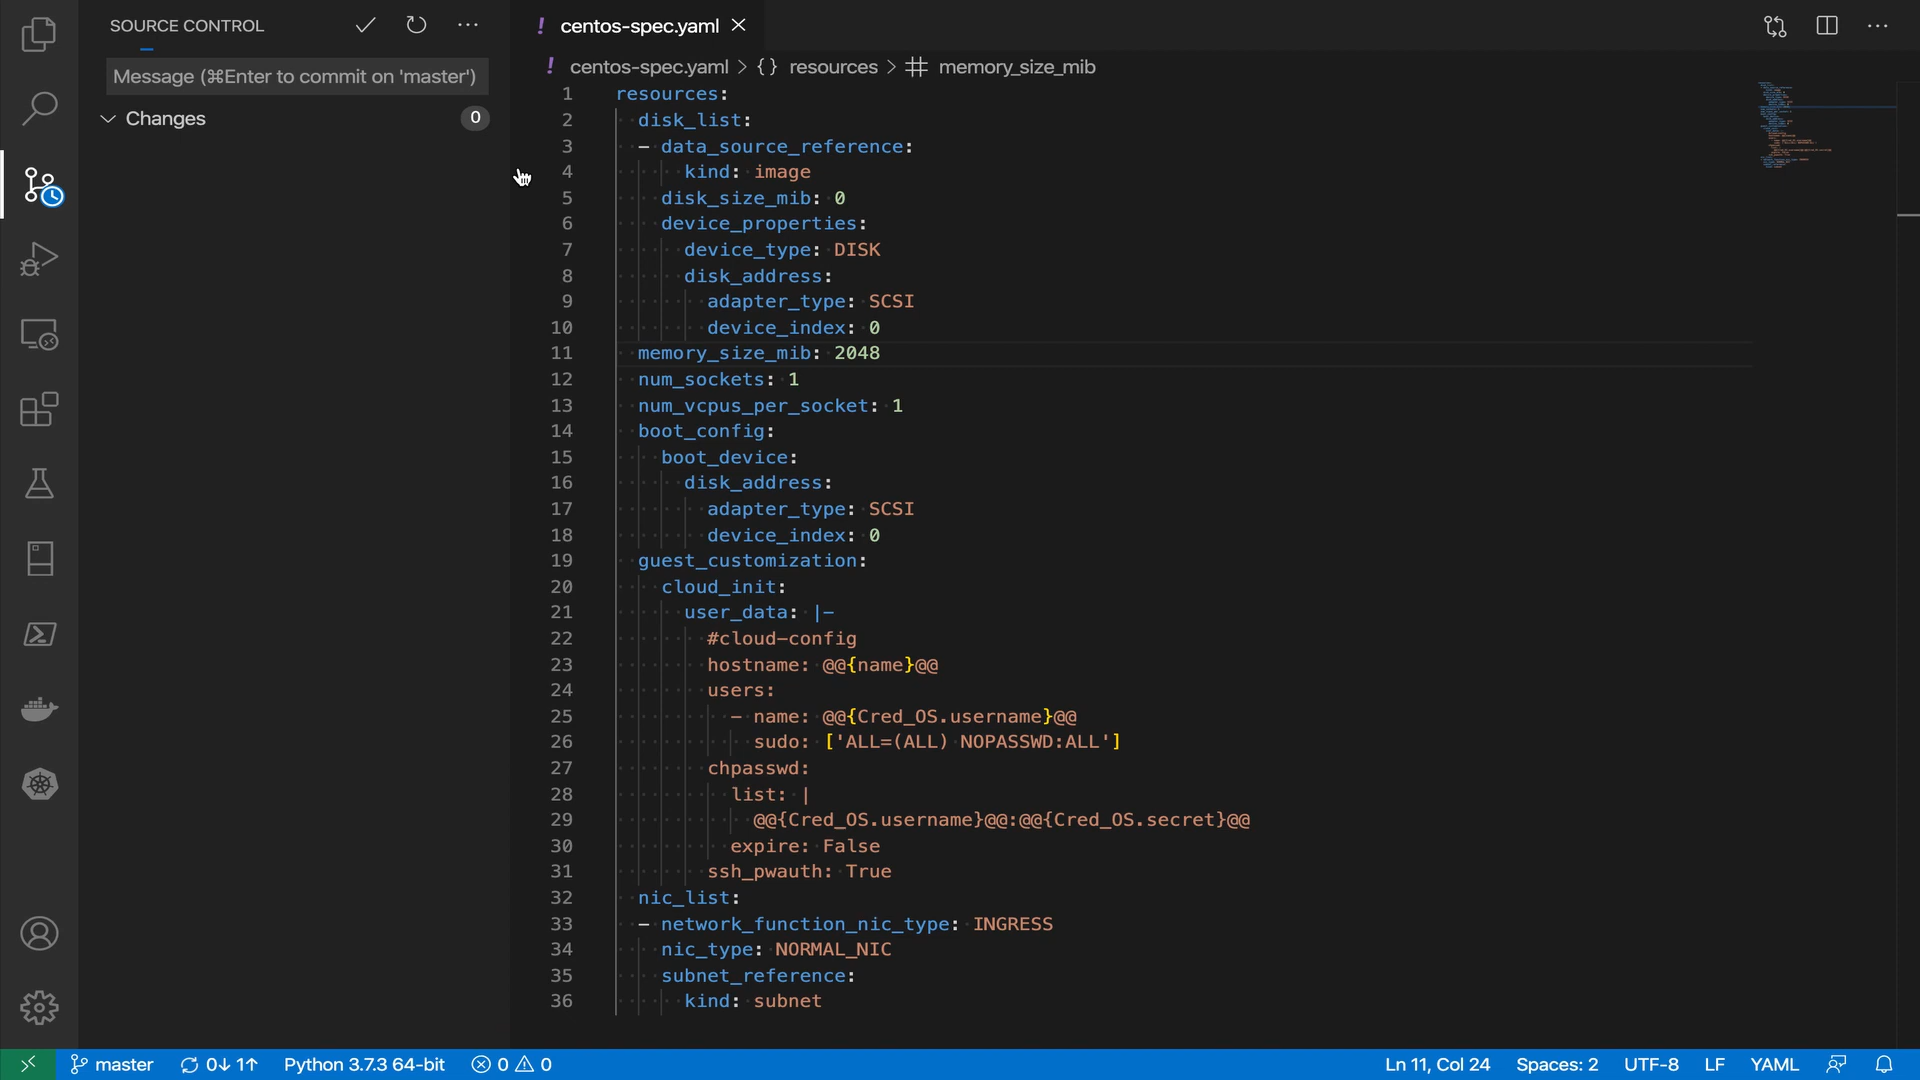 SOURCE CONTROL
Message (⌘Enter to commit on 'master')
Changes
0
! centos-spec.yaml
! centos-spec.yaml > {} resources > memory_size_mib
1 resources:
2 disk_list:
3 - data_source_reference:
4 kind: image
5 disk_size_mib: 0
6 device_properties:
7 device_type: DISK
8 disk_address:
9 adapter_type: SCSI
10 device_index: 0
11 memory_size_mib: 2048
12 num_sockets: 1
13 num_vcpus_per_socket: 1
14 boot_config:
15 boot_device:
16 disk_address:
17 adapter_type: SCSI
18 device_index: 0
19 guest_customization:
20 cloud_init:
21 user_data: |-
22 #cloud-config
23 hostname: @@{name}@@
24 users:
25 - name: @@{Cred_OS.username}@@
26 sudo: ['ALL=(ALL) NOPASSWD:ALL']
27 chpasswd:
28 list: |
29 @@{Cred_OS.username}@@:@@{Cred_OS.secret}@@
30 expire: False
31 ssh_pwauth: True
32 nic_list:
33 - network_function_nic_type: INGRESS
34 nic_type: NORMAL_NIC
35 subnet_reference:
36 kind: subnet
master 0↓ 1↑ Python 3.7.3 64-bit 0 0 Ln 11, Col 24 Spaces: 2 UTF-8 LF YAML